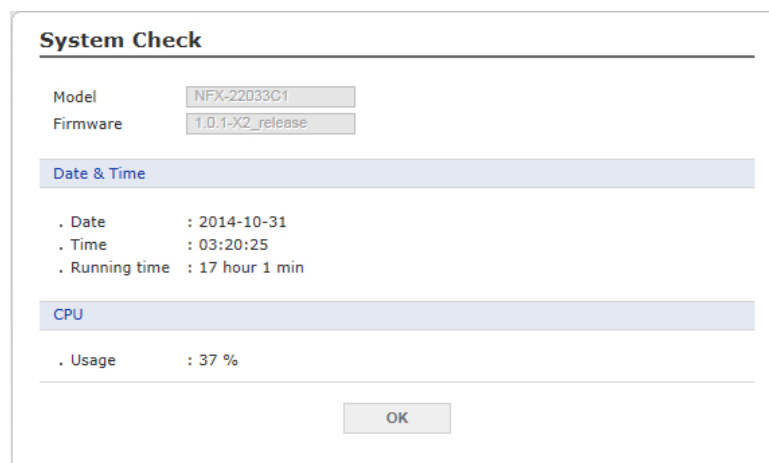 System Check
Model NFX-22033C1
Firmware 1.0.1-X2_release
Date & Time
. Date : 2014-10-31
. Time : 03:20:25
. Running time : 17 hour 1 min
CPU
. Usage : 37 %
OK